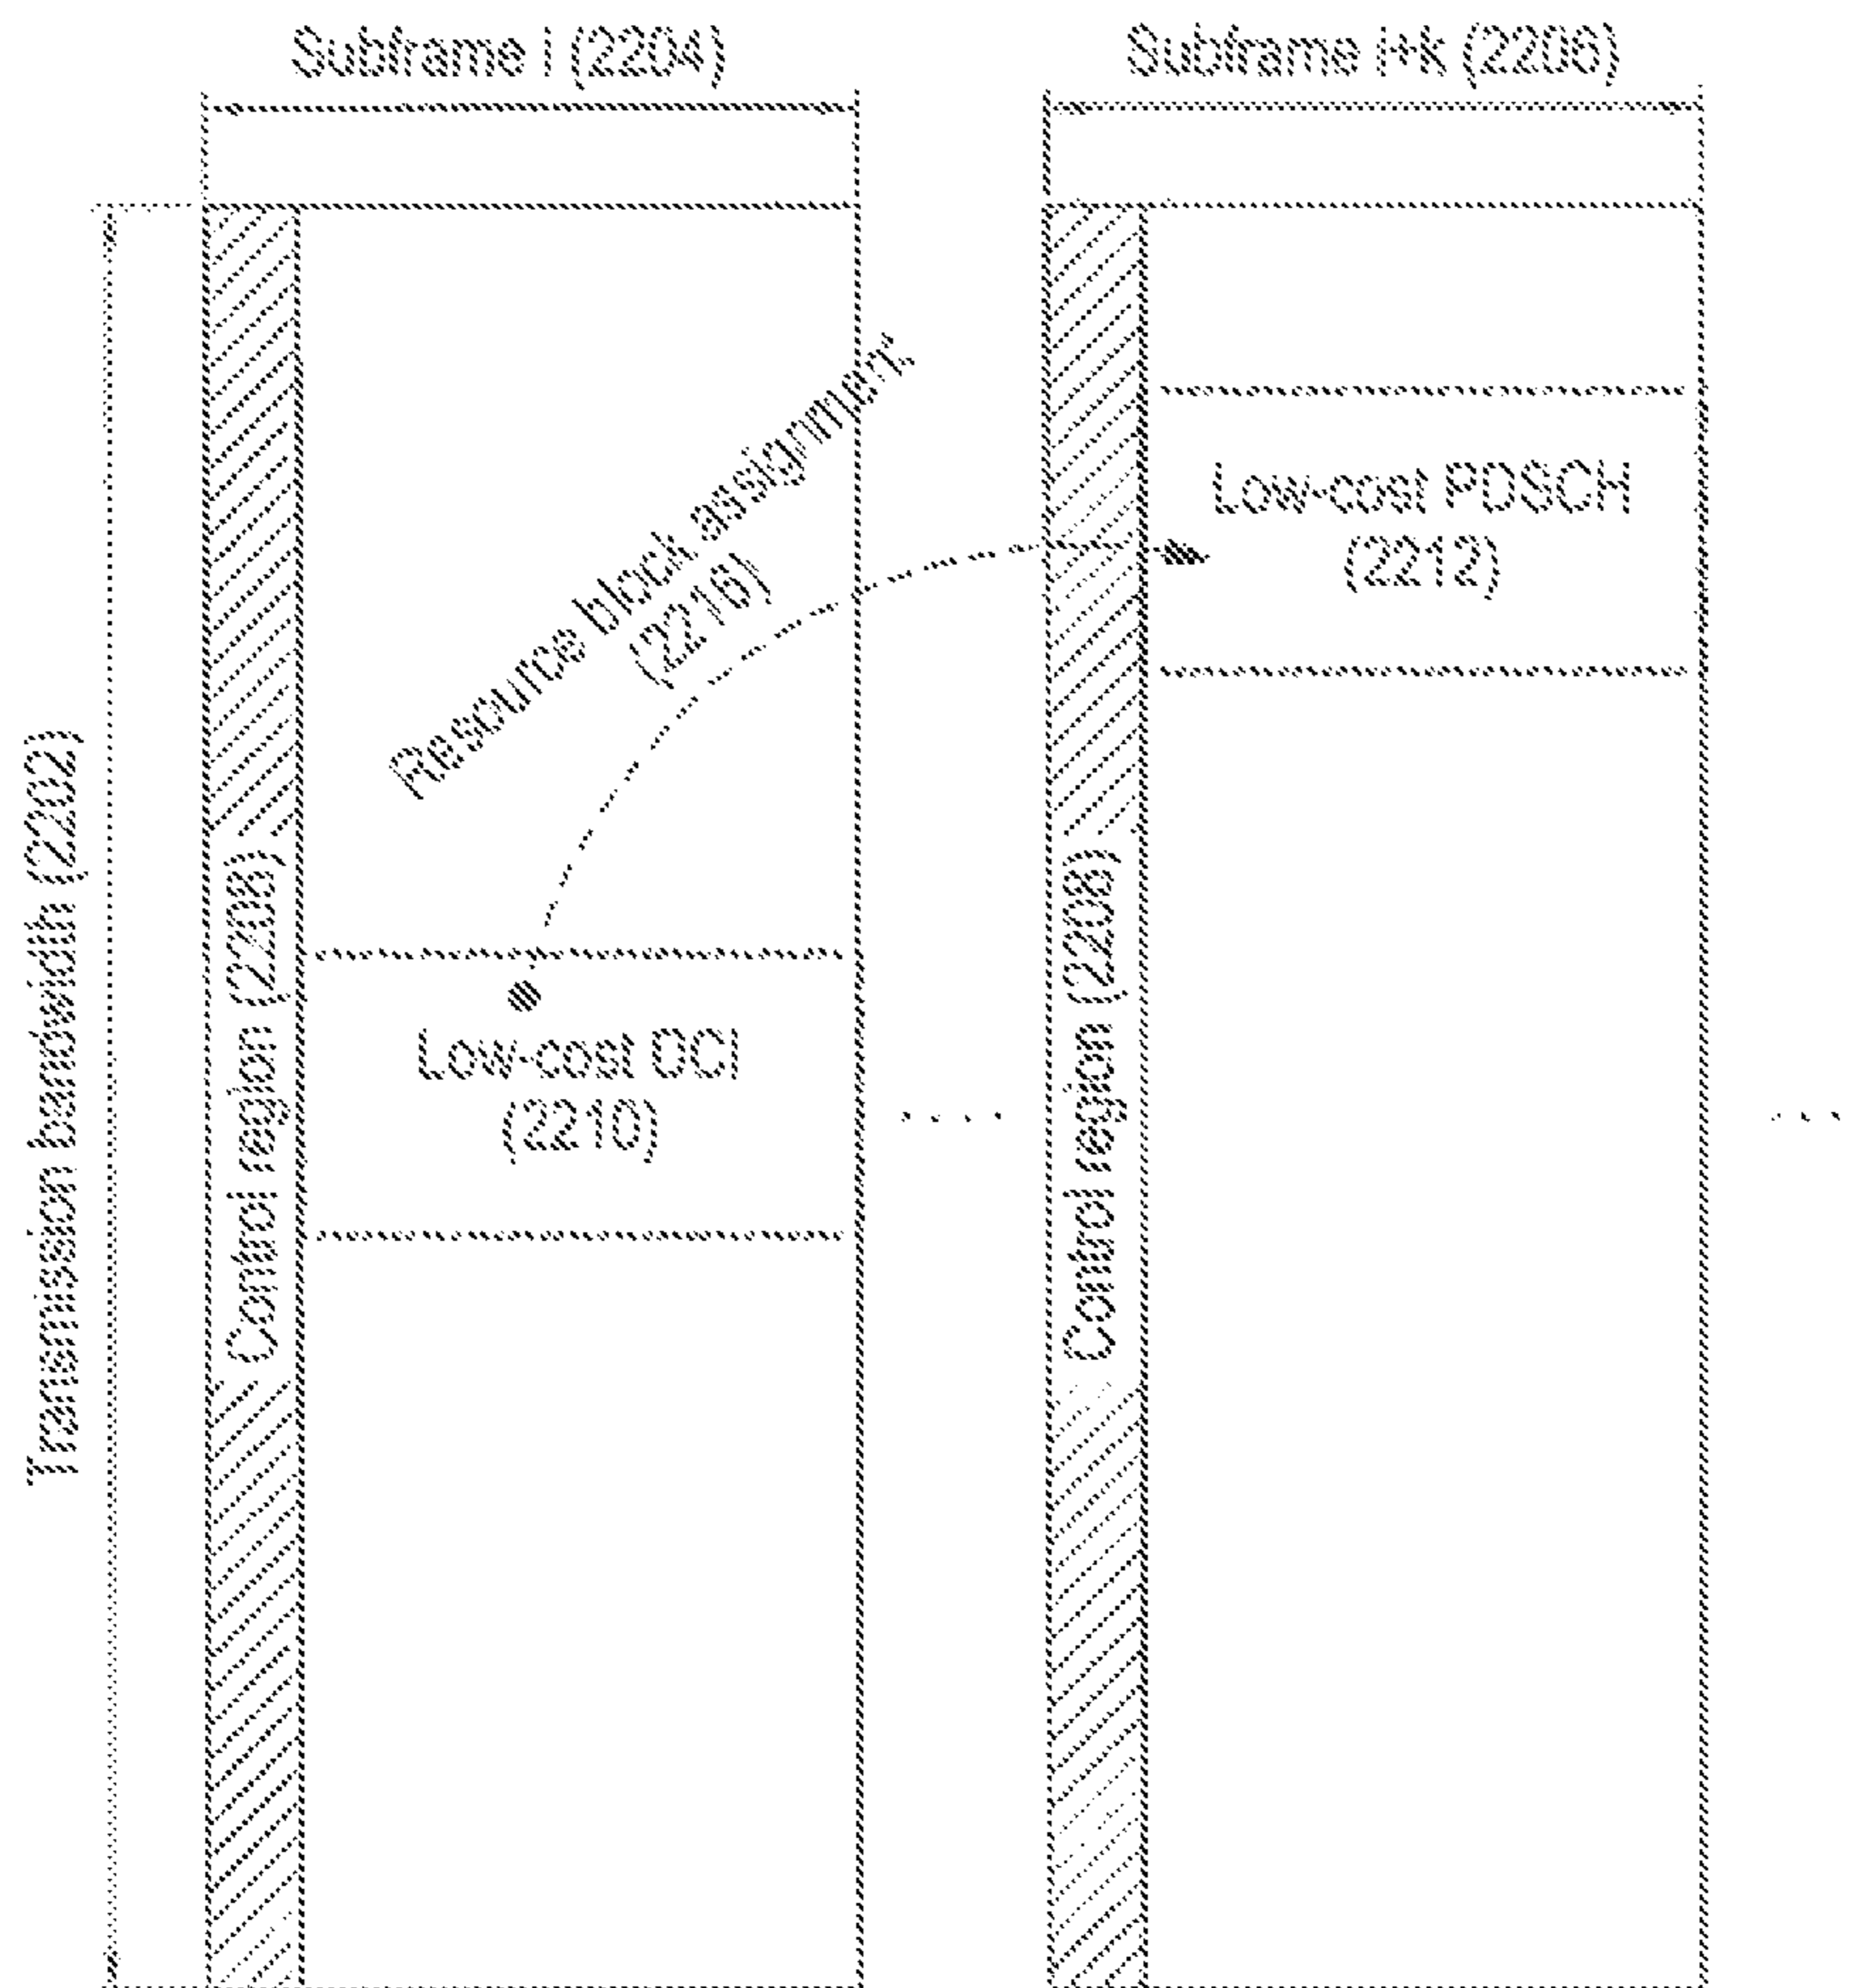 Subframe i (2204)
Subframe i+k (2206)
Transmission bandwidth (2202)
Control region (2208)
Resource block assignment
(2216)
Low-cost DCI
(2210)
. . . .
Control region (2208)
Low-cost PDSCH
(2212)
. . .